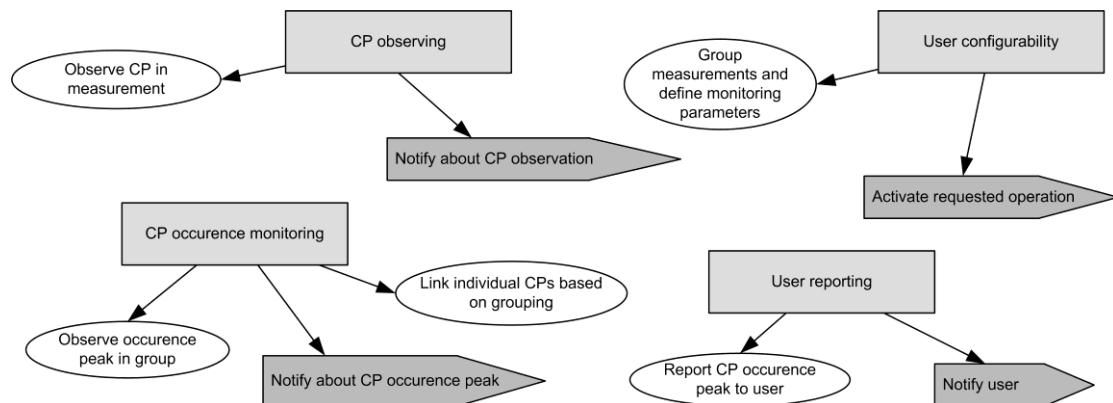 CP observing
Observe CP in
measurement
Notify about CP observation
User configurability
Group
measurements and
define monitoring
parameters
Activate requested operation
CP occurence monitoring
Link individual CPs based
on grouping
Observe occurence
peak in group
Notify about CP occurence peak
User reporting
Report CP occurence
peak to user
Notify user